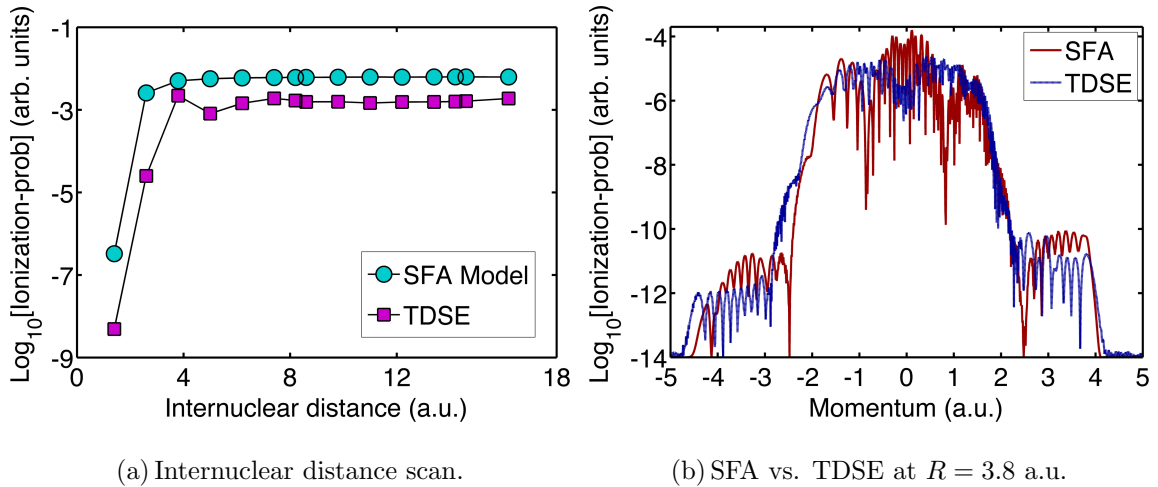 -1
-3
-5
-7
-9
0
4
8
12
18
Log10[Ionization-prob] (arb. units)
Internuclear distance (a.u.)
SFA Model
TDSE
(a) Internuclear distance scan.
-4
-6
-8
-10
-12
-14
-5
-4
-3
-2
-1
0
1
2
3
4
5
Log10[Ionization-prob] (arb. units)
Momentum (a.u.)
SFA
TDSE
(b) SFA vs. TDSE at R = 3.8 a.u.